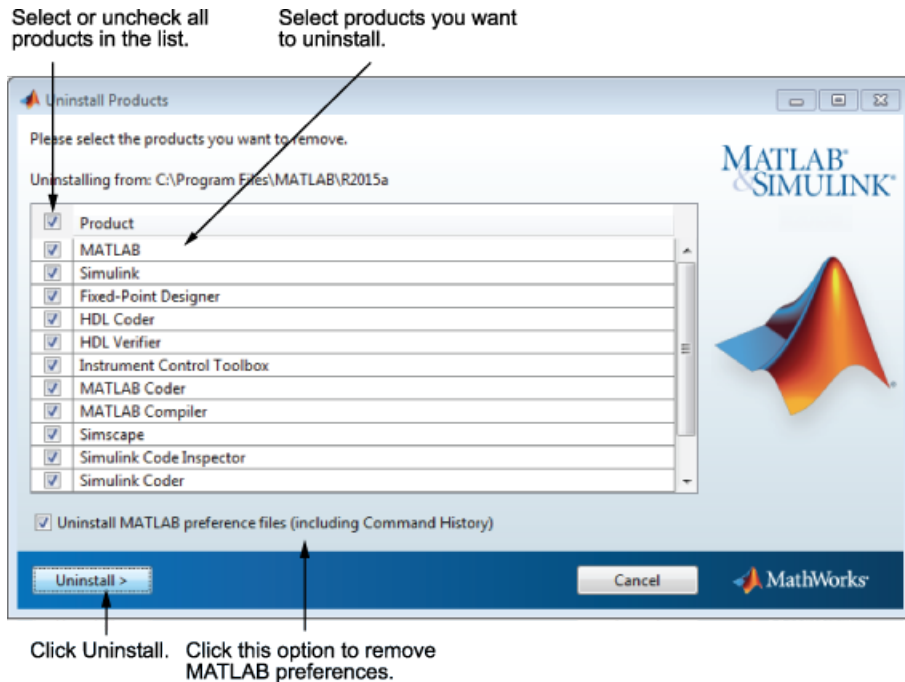 Select or uncheck all
products in the list.
Select products you want
to uninstall.
Uninstall Products
Please select the products you want to remove.
Uninstalling from: C:\Program Files\MATLAB\R2015a
MATLAB®
&SIMULINK®
Product
MATLAB
Simulink
Fixed-Point Designer
HDL Coder
HDL Verifier
Instrument Control Toolbox
MATLAB Coder
MATLAB Compiler
Simscape
Simulink Code Inspector
Simulink Coder
Uninstall MATLAB preference files (including Command History)
Uninstall >
Cancel
MathWorks®
Click Uninstall.
Click this option to remove
MATLAB preferences.